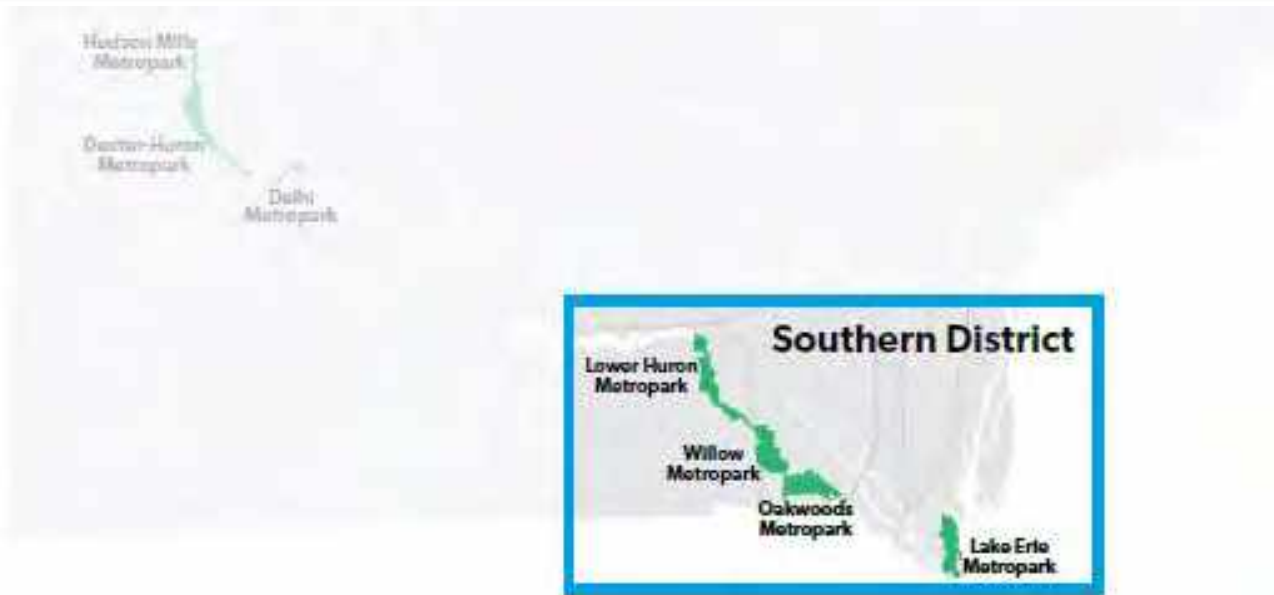 Hudson Mills
Metropark
Dexter-Huron
Metropark
Delhi
Metropark
Southern District
Lower Huron
Metropark
Willow
Metropark
Oakwoods
Metropark
Lake Erie
Metropark